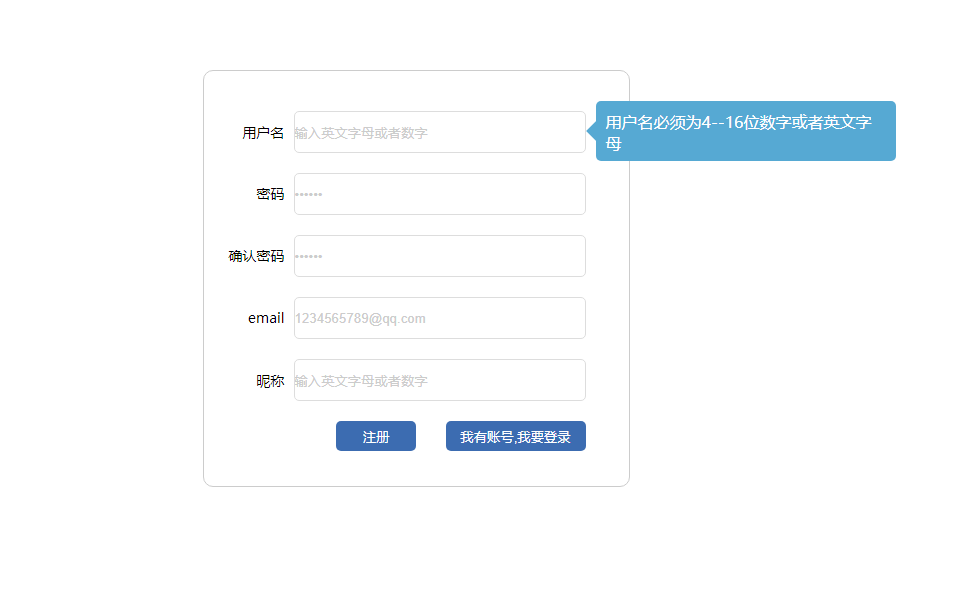 用户名 输入英文字母或者数字
用户名必须为4--16位数字或者英文字
母
密码 ••••••
确认密码 ••••••
email 1234565789@qq.com
昵称 输入英文字母或者数字
注册 我有账号,我要登录